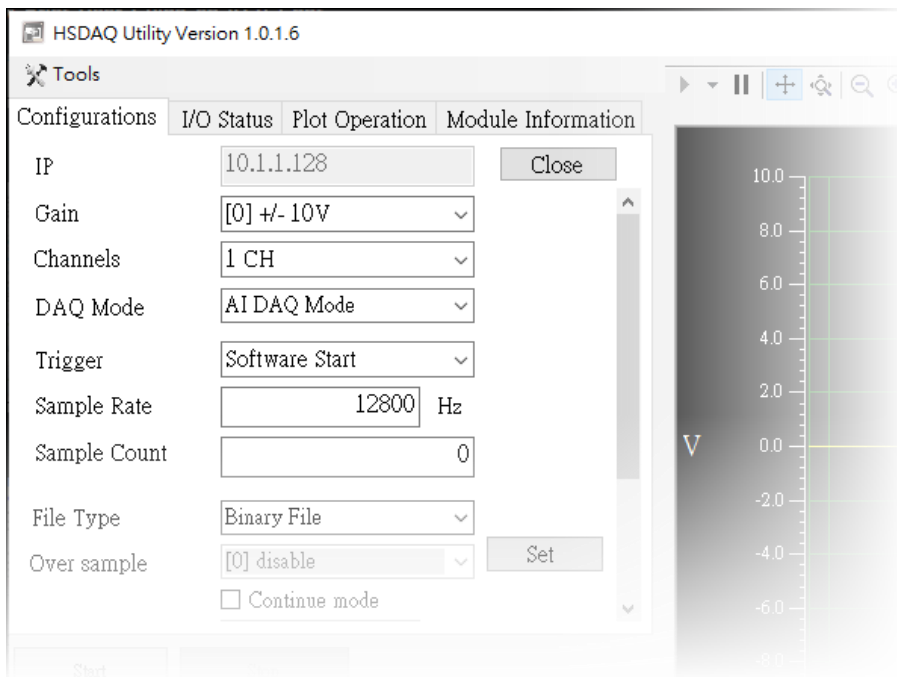 HSDAQ Utility Version 1.0.1.6
Tools
Configurations I/O Status Plot Operation Module Information
IP 10.1.1.128 Close
Gain [0] +/- 10V
Channels 1 CH
DAQ Mode AI DAQ Mode
Trigger Software Start
Sample Rate 12800 Hz
Sample Count 0
File Type Binary File
Over sample [0] disable Set
Continue mode
Start
10.0
8.0
6.0
4.0
2.0
V 0.0
-2.0
-4.0
-6.0
-8.0